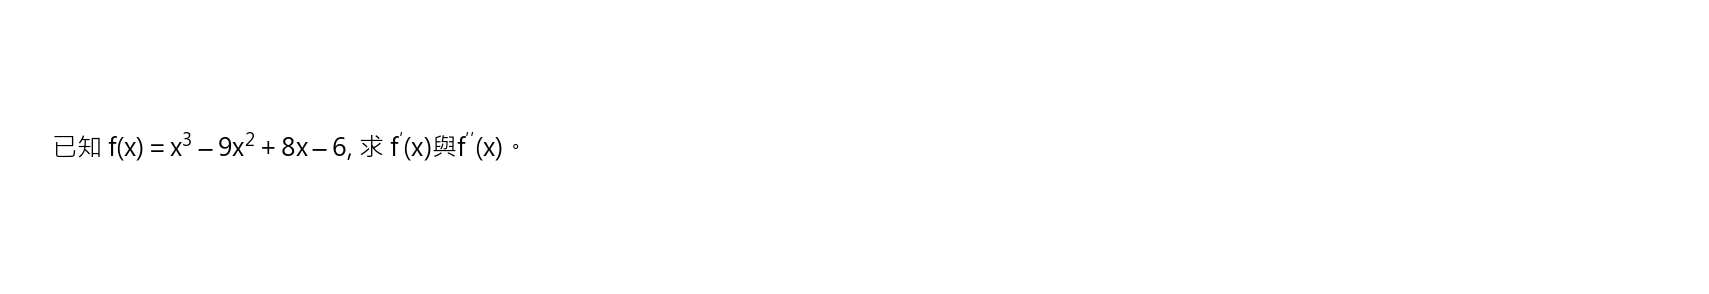 已知 f(x) = x³ – 9x² + 8x – 6, 求 f′(x)與f′′(x)。